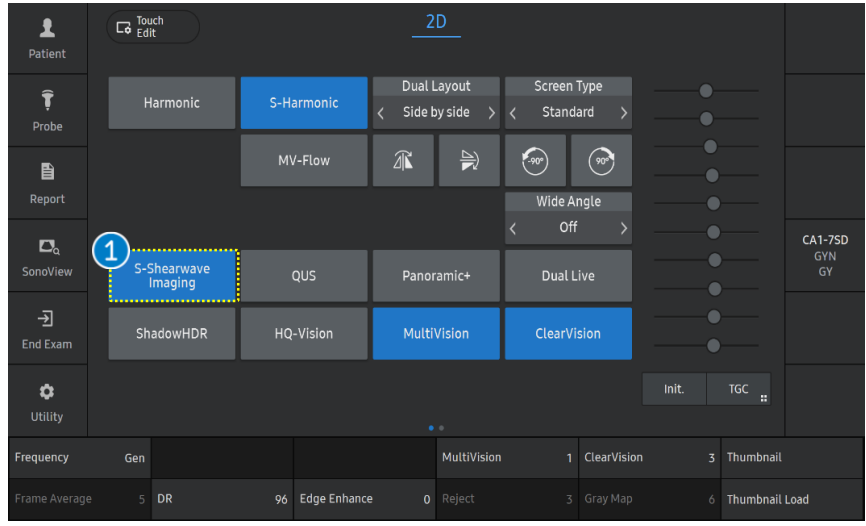 Patient
Probe
Report
SonoView
End Exam
Utility
Touch
Edit
2D
Harmonic
S-Harmonic
Dual Layout
< Side by side >
Screen Type
< Standard >
MV-Flow
-90°
90°
Wide Angle
< Off >
1
S-Shearwave
Imaging
QUS
Panoramic+
Dual Live
ShadowHDR
HQ-Vision
MultiVision
ClearVision
Init.
TGC
CA1-7SD
GYN
GY
Frequency Gen
MultiVision 1
ClearVision 3
Thumbnail
Frame Average 5
DR 96
Edge Enhance 0
Reject 3
Gray Map 6
Thumbnail Load